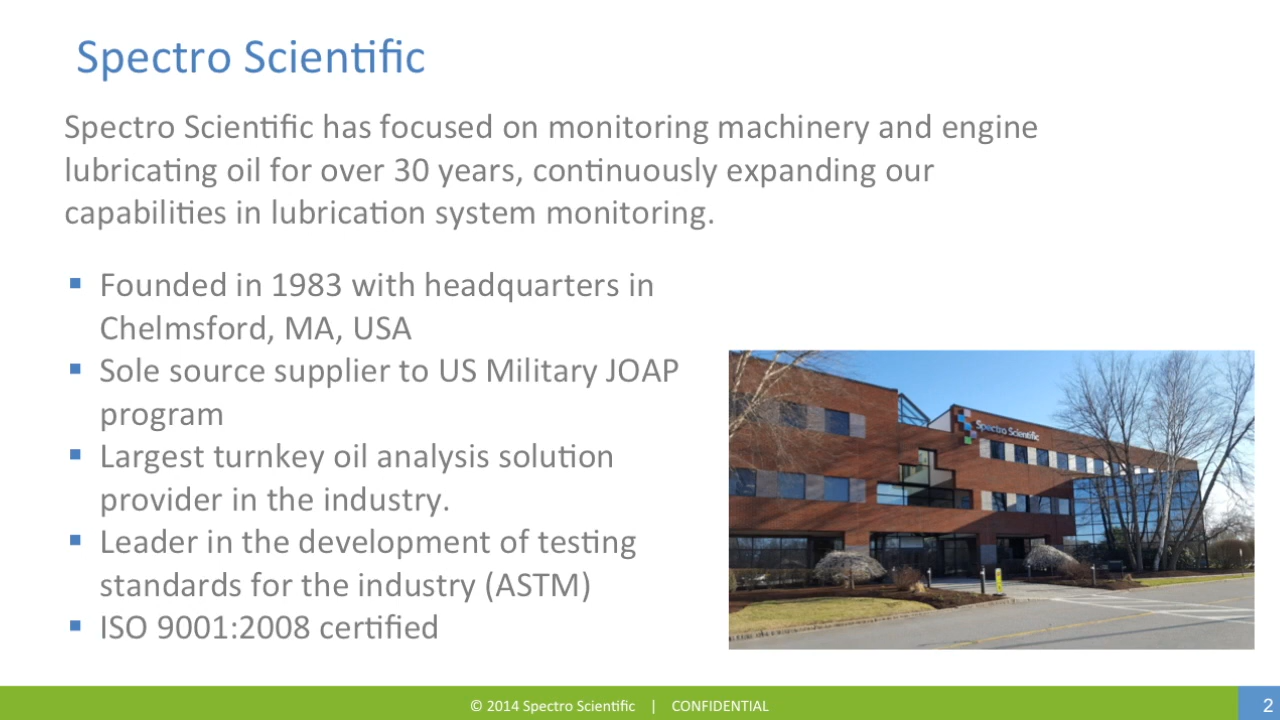 Spectro Scientific
Spectro Scientific has focused on monitoring machinery and engine
lubricating oil for over 30 years, continuously expanding our
capabilities in lubrication system monitoring.
▪ Founded in 1983 with headquarters in
Chelmsford, MA, USA
▪ Sole source supplier to US Military JOAP
program
▪ Largest turnkey oil analysis solution
provider in the industry.
▪ Leader in the development of testing
standards for the industry (ASTM)
▪ ISO 9001:2008 certified
Spectro Scientific
© 2014 Spectro Scientific | CONFIDENTIAL
2